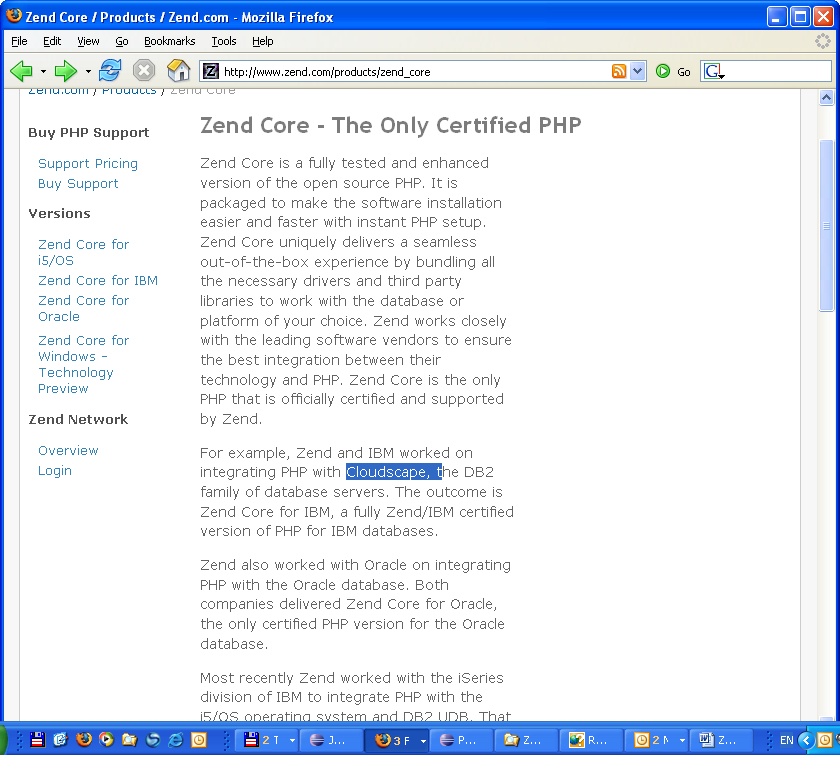 Zend Core / Products / Zend.com - Mozilla Firefox
File Edit View Go Bookmarks Tools Help
http://www.zend.com/products/zend_core Go G
Zend.com / Products / Zend Core
Buy PHP Support
Support Pricing
Buy Support
Versions
Zend Core for
i5/OS
Zend Core for IBM
Zend Core for
Oracle
Zend Core for
Windows -
Technology
Preview
Zend Network
Overview
Login
Zend Core - The Only Certified PHP
Zend Core is a fully tested and enhanced
version of the open source PHP. It is
packaged to make the software installation
easier and faster with instant PHP setup.
Zend Core uniquely delivers a seamless
out-of-the-box experience by bundling all
the necessary drivers and third party
libraries to work with the database or
platform of your choice. Zend works closely
with the leading software vendors to ensure
the best integration between their
technology and PHP. Zend Core is the only
PHP that is officially certified and supported
by Zend.
For example, Zend and IBM worked on
integrating PHP with Cloudscape, the DB2
family of database servers. The outcome is
Zend Core for IBM, a fully Zend/IBM certified
version of PHP for IBM databases.
Zend also worked with Oracle on integrating
PHP with the Oracle database. Both
companies delivered Zend Core for Oracle,
the only certified PHP version for the Oracle
database.
Most recently Zend worked with the iSeries
division of IBM to integrate PHP with the
i5/OS operating system and DB2 UDB. That
2 T J... 3 F P... Z... R... 2 Z... EN